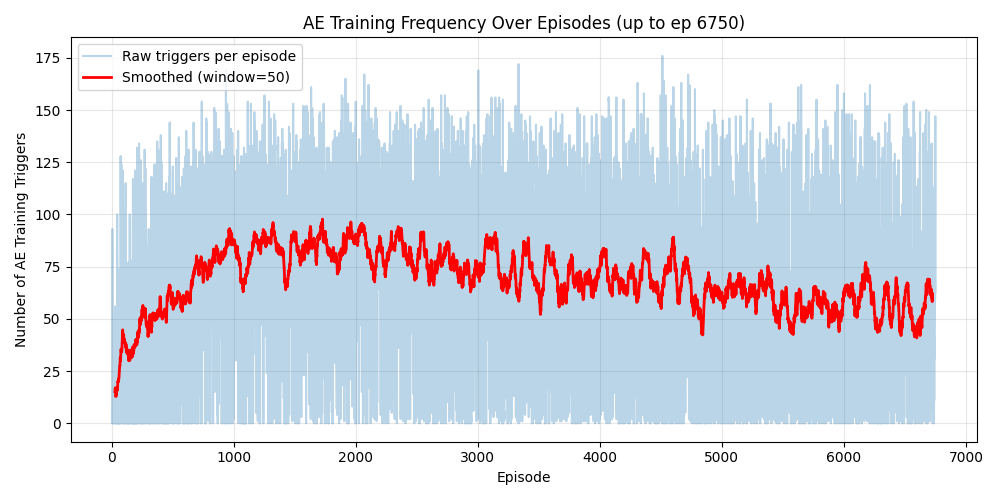 AE Training Frequency Over Episodes (up to ep 6750)
Raw triggers per episode
Smoothed (window=50)
Number of AE Training Triggers
175
150
125
100
75
50
25
0
0 1000 2000 3000 4000 5000 6000 7000
Episode